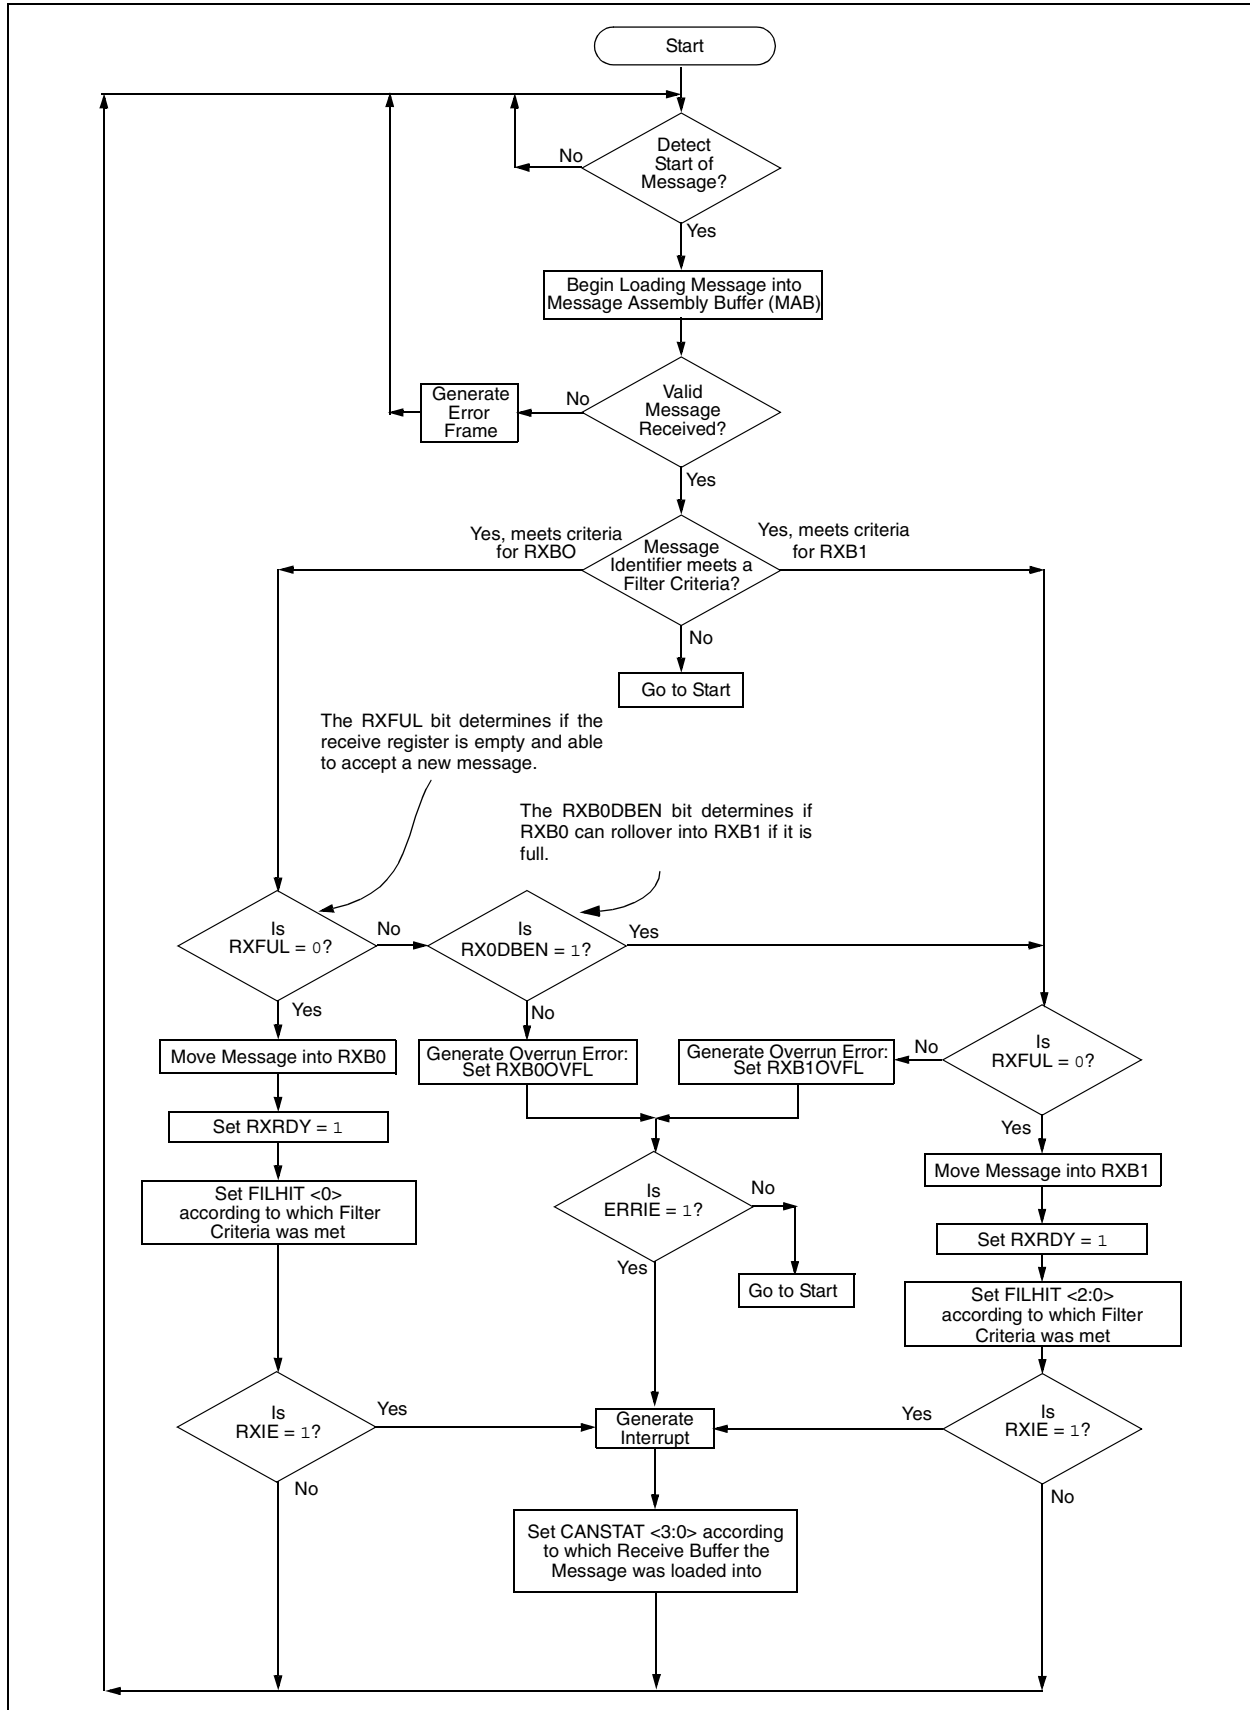 Start
Detect
Start of
Message?
No
Yes
Begin Loading Message into
Message Assembly Buffer (MAB)
Valid
Message
Received?
No
Generate
Error
Frame
Yes
Message
Identifier meets a
Filter Criteria?
Yes, meets criteria
for RXBO
Yes, meets criteria
for RXB1
No
Go to Start
The RXFUL bit determines if the
receive register is empty and able
to accept a new message.
The RXB0DBEN bit determines if
RXB0 can rollover into RXB1 if it is
full.
Is
RXFUL = 0?
No
Is
RX0DBEN = 1?
Yes
Yes
No
Move Message into RXB0
Generate Overrun Error:
Set RXB0OVFL
Generate Overrun Error:
Set RXB1OVFL
No
Is
RXFUL = 0?
Set RXRDY = 1
Yes
Move Message into RXB1
Set FILHIT <0>
according to which Filter
Criteria was met
Is
ERRIE = 1?
No
Set RXRDY = 1
Yes
Go to Start
Set FILHIT <2:0>
according to which Filter
Criteria was met
Is
RXIE = 1?
Yes
Generate
Interrupt
Yes
Is
RXIE = 1?
No
No
Set CANSTAT <3:0> according
to which Receive Buffer the
Message was loaded into